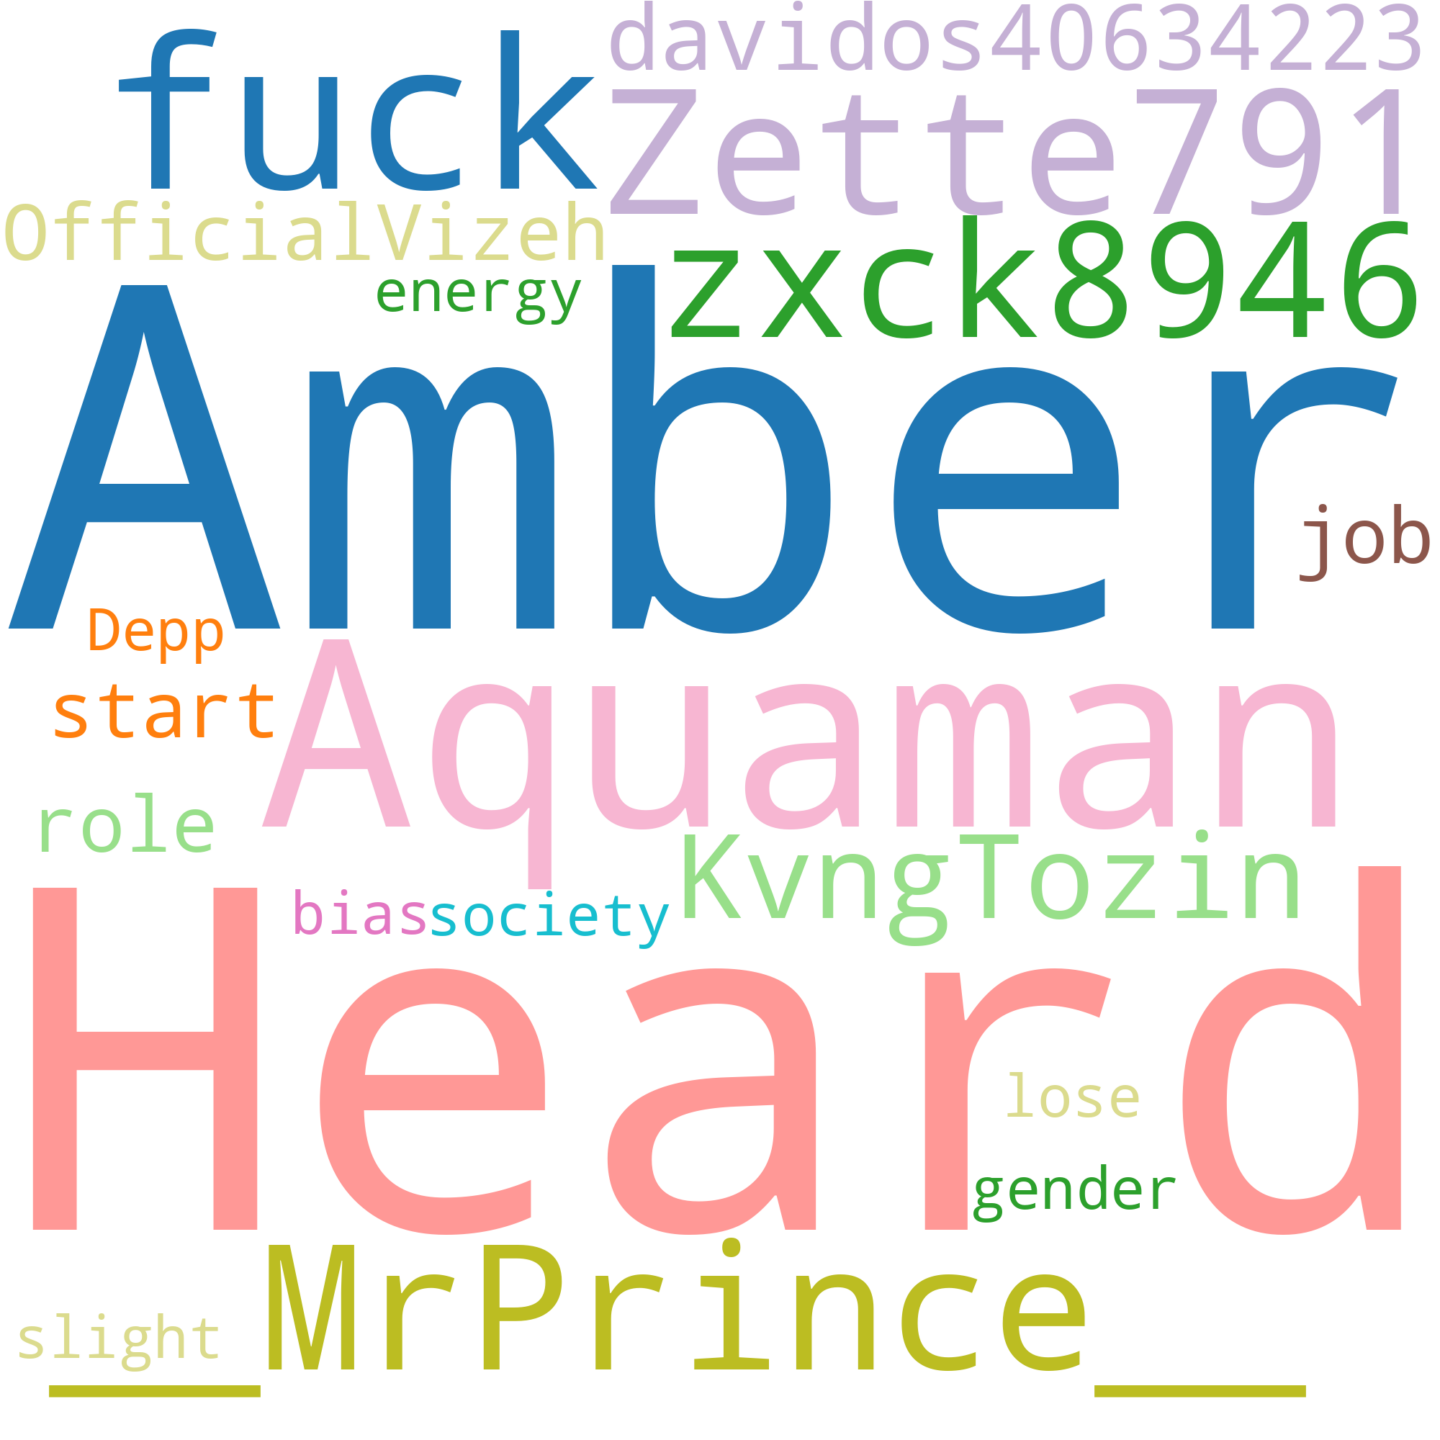 davidos40634223
fuck
Zette791
OfficialVizeh
zxck8946
energy
Amber
job
Depp
start
Aquaman
role
KvngTozin
bias
society
Heard
lose
gender
__MrPrince__
slight